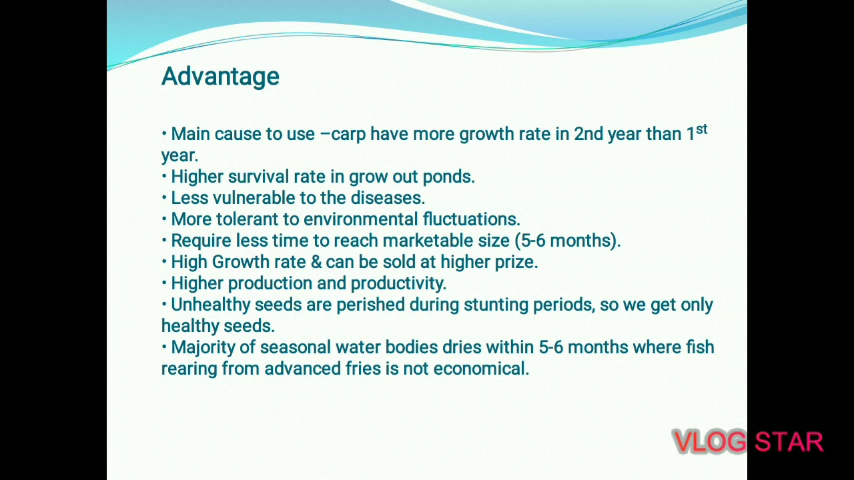 Advantage
• Main cause to use –carp have more growth rate in 2nd year than 1st
year.
• Higher survival rate in grow out ponds.
• Less vulnerable to the diseases.
• More tolerant to environmental fluctuations.
• Require less time to reach marketable size (5-6 months).
• High Growth rate & can be sold at higher prize.
• Higher production and productivity.
• Unhealthy seeds are perished during stunting periods, so we get only
healthy seeds.
• Majority of seasonal water bodies dries within 5-6 months where fish
rearing from advanced fries is not economical.
VLOG STAR